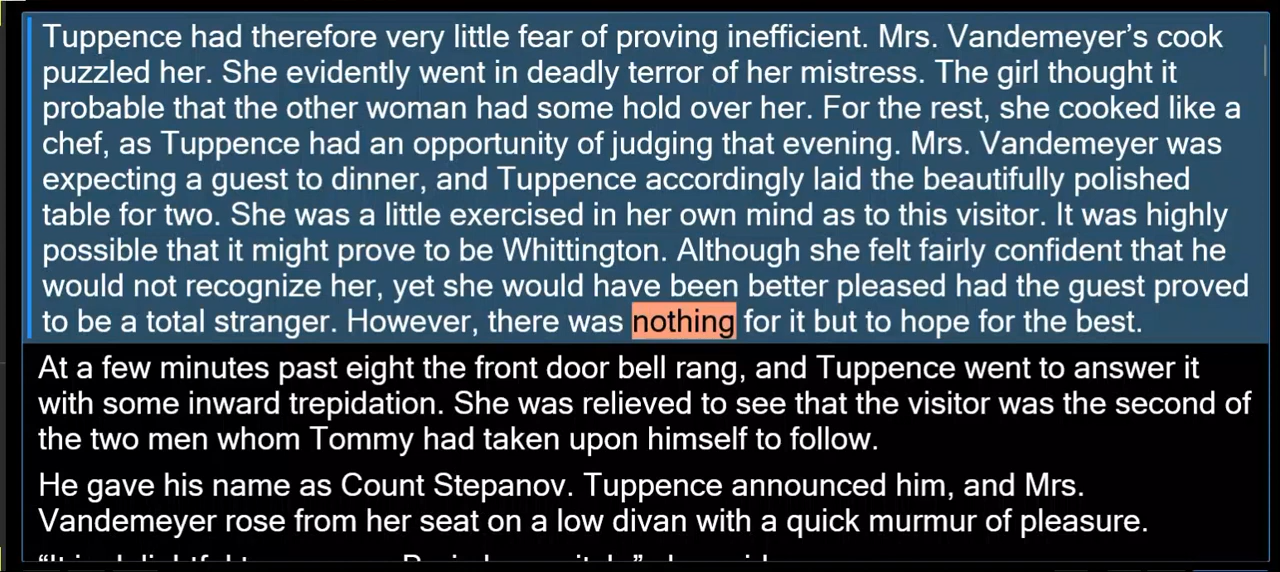 Tuppence had therefore very little fear of proving inefficient. Mrs. Vandemeyer’s cook
puzzled her. She evidently went in deadly terror of her mistress. The girl thought it
probable that the other woman had some hold over her. For the rest, she cooked like a
chef, as Tuppence had an opportunity of judging that evening. Mrs. Vandemeyer was
expecting a guest to dinner, and Tuppence accordingly laid the beautifully polished
table for two. She was a little exercised in her own mind as to this visitor. It was highly
possible that it might prove to be Whittington. Although she felt fairly confident that he
would not recognize her, yet she would have been better pleased had the guest proved
to be a total stranger. However, there was nothing for it but to hope for the best.
At a few minutes past eight the front door bell rang, and Tuppence went to answer it
with some inward trepidation. She was relieved to see that the visitor was the second of
the two men whom Tommy had taken upon himself to follow.
He gave his name as Count Stepanov. Tuppence announced him, and Mrs.
Vandemeyer rose from her seat on a low divan with a quick murmur of pleasure.